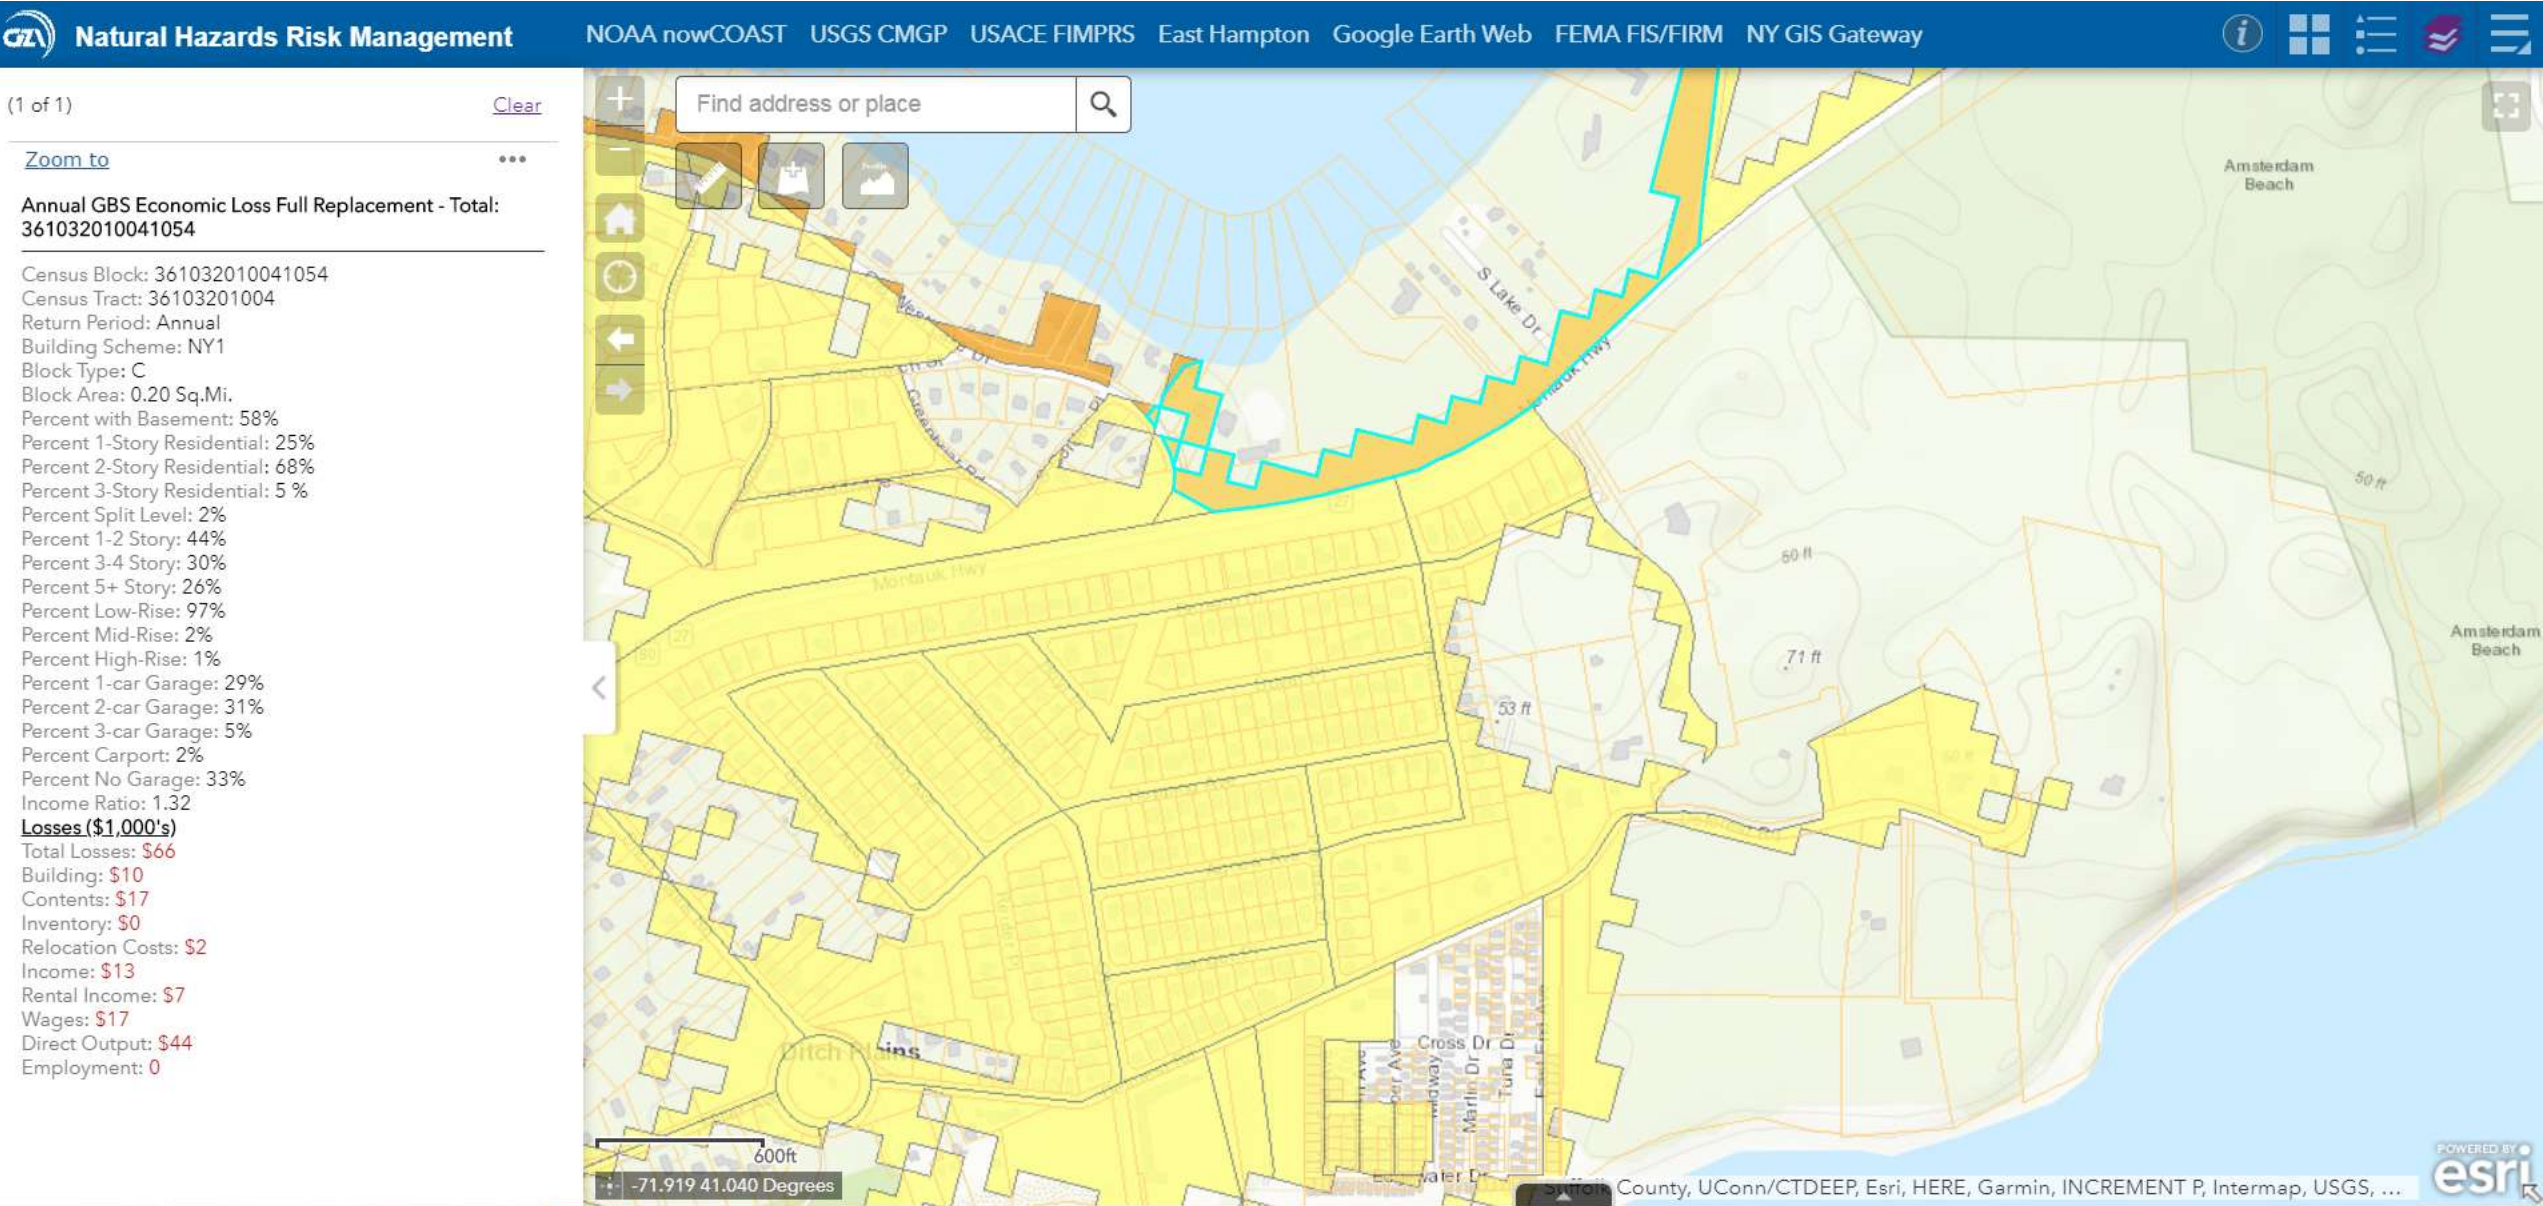 GZA Natural Hazards Risk Management
NOAA nowCOAST USGS CMGP USACE FIMPRS East Hampton Google Earth Web FEMA FIS/FIRM NY GIS Gateway
(1 of 1) Clear
Zoom to
Annual GBS Economic Loss Full Replacement - Total:
361032010041054
Census Block: 361032010041054
Census Tract: 36103201004
Return Period: Annual
Building Scheme: NY1
Block Type: C
Block Area: 0.20 Sq.Mi.
Percent with Basement: 58%
Percent 1-Story Residential: 25%
Percent 2-Story Residential: 68%
Percent 3-Story Residential: 5 %
Percent Split Level: 2%
Percent 1-2 Story: 44%
Percent 3-4 Story: 30%
Percent 5+ Story: 26%
Percent Low-Rise: 97%
Percent Mid-Rise: 2%
Percent High-Rise: 1%
Percent 1-car Garage: 29%
Percent 2-car Garage: 31%
Percent 3-car Garage: 5%
Percent Carport: 2%
Percent No Garage: 33%
Income Ratio: 1.32
Losses ($1,000's)
Total Losses: $66
Building: $10
Contents: $17
Inventory: $0
Relocation Costs: $2
Income: $13
Rental Income: $7
Wages: $17
Direct Output: $44
Employment: 0
Find address or place
Amsterdam
Beach
S Lake Dr
Montauk Hwy
27
50 ft
60 ft
Amsterdam
Beach
71 ft
53 ft
Ditch Plains
Cross Dr
Midway
Marlin Dr
Tuna Dr
600ft
-71.919 41.040 Degrees
Suffolk County, UConn/CTDEEP, Esri, HERE, Garmin, INCREMENT P, Intermap, USGS, ...
POWERED BY
esri